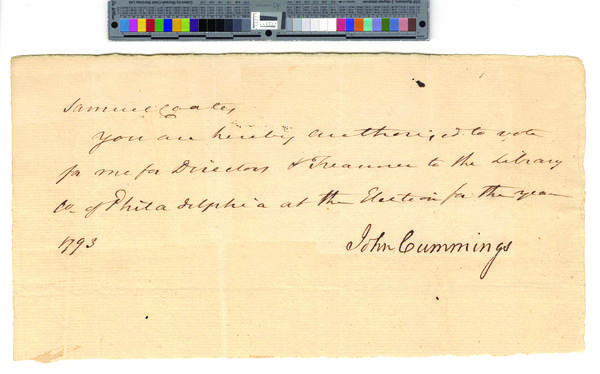 Samuel Coates
You are hereby authorised to vote
for me for Directors & Treasurer to the Library
Co. of Philadelphia at the Election for the year
1793
John Cummings